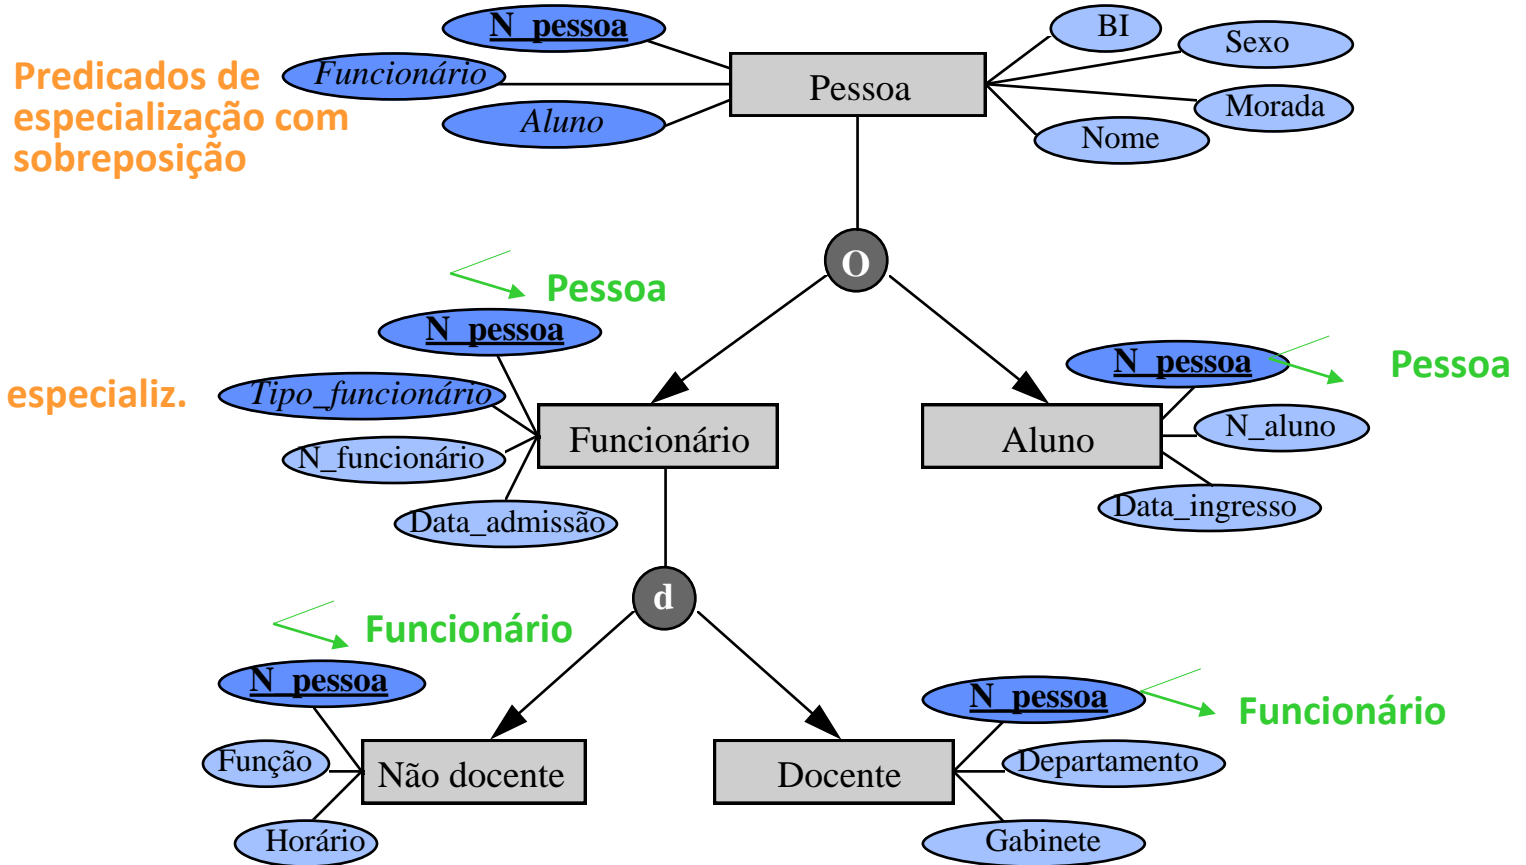 N_pessoa
BI
Sexo
Predicados de
especialização com
sobreposição
Funcionário
Pessoa
Morada
Aluno
Nome
O
Pessoa
N_pessoa
N_pessoa
Pessoa
especializ.
Tipo_funcionário
Funcionário
Aluno
N_aluno
N_funcionário
Data_admissão
Data_ingresso
d
Funcionário
N_pessoa
N_pessoa
Funcionário
Função
Não docente
Docente
Departamento
Horário
Gabinete